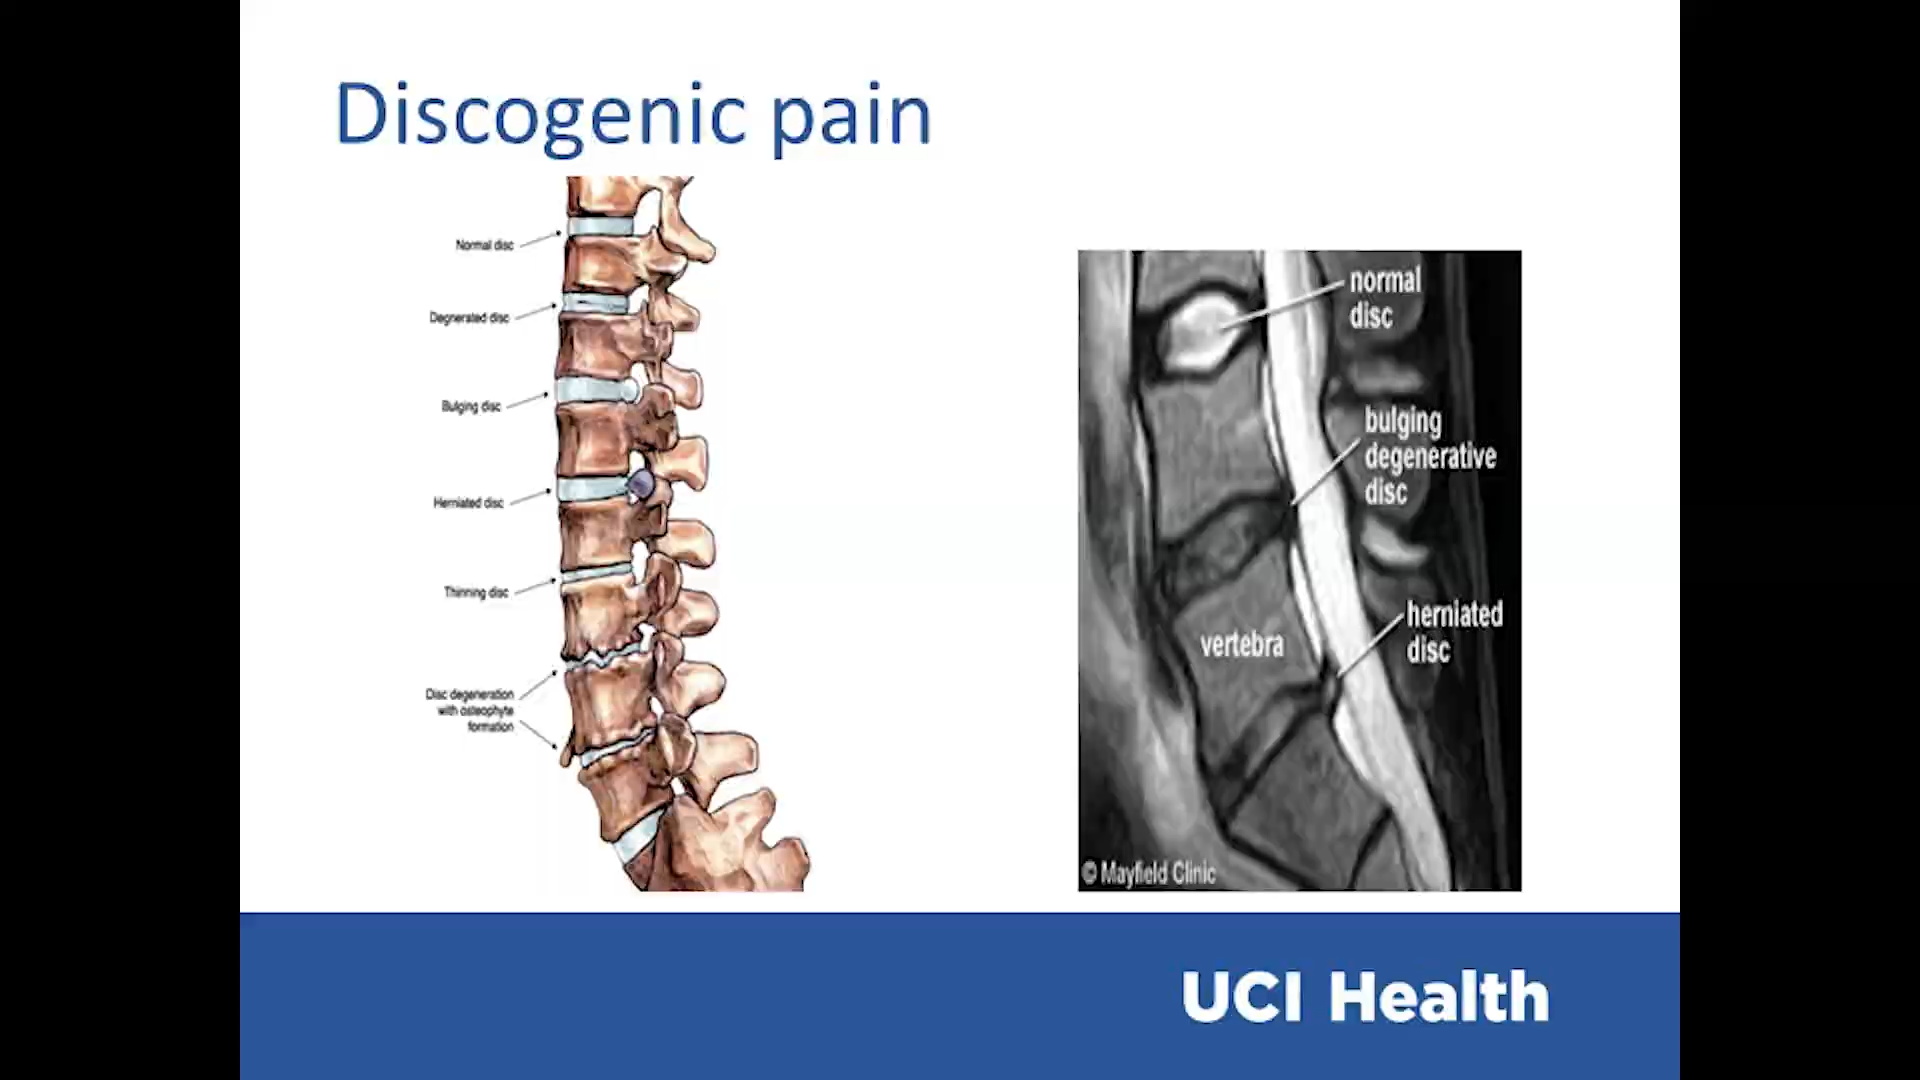 Discogenic pain
Normal disc
Degnerated disc
Bulging disc
Herniated disc
Thinning disc
Disc degeneration
with osteophyte
formation
normal
disc
bulging
degenerative
disc
herniated
disc
vertebra
© Mayfield Clinic
UCI Health